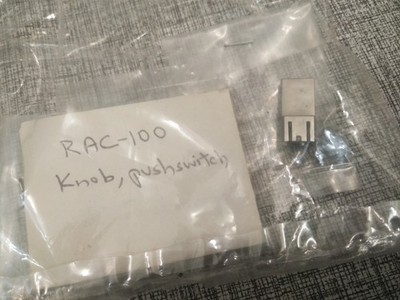 RAC-100
Knob, pushswitch